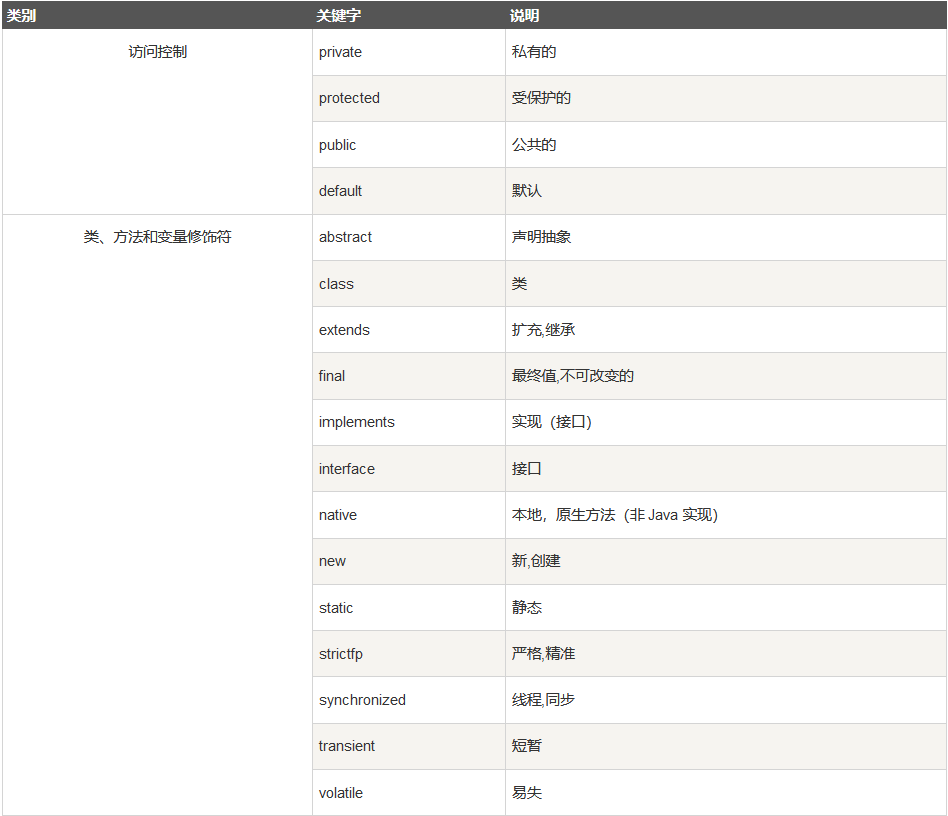 类别 关键字 说明
访问控制 private 私有的
protected 受保护的
public 公共的
default 默认
类、方法和变量修饰符 abstract 声明抽象
class 类
extends 扩充,继承
final 最终值,不可改变的
implements 实现（接口）
interface 接口
native 本地，原生方法（非 Java 实现）
new 新,创建
static 静态
strictfp 严格,精准
synchronized 线程,同步
transient 短暂
volatile 易失